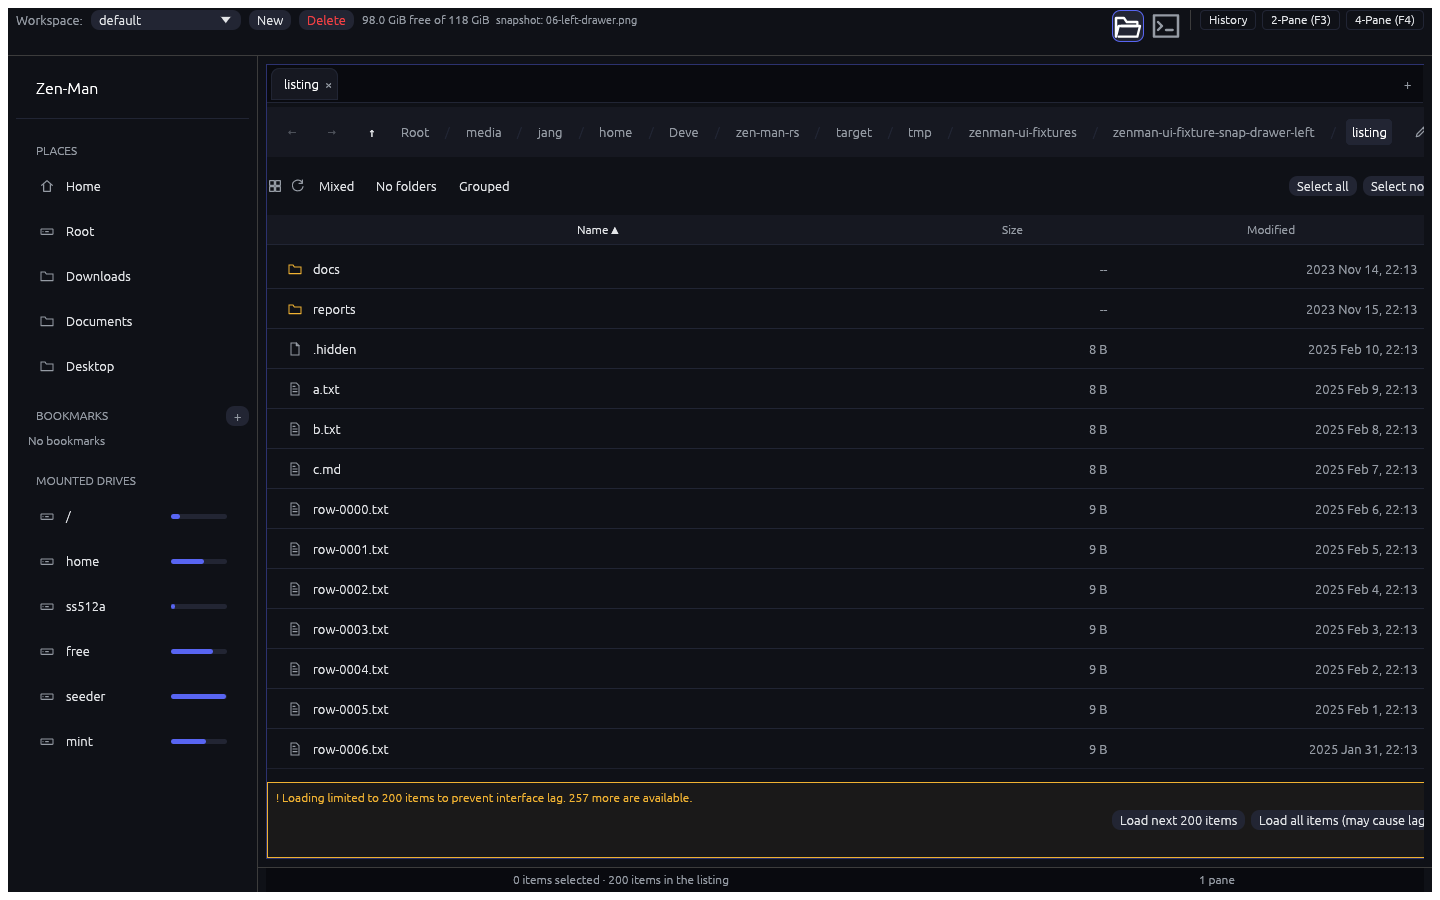 Workspace: default New Delete 98.0 GiB free of 118 GiB snapshot: 06-left-drawer.png History 2-Pane (F3) 4-Pane (F4)
Zen-Man
PLACES
Home
Root
Downloads
Documents
Desktop
BOOKMARKS +
No bookmarks
MOUNTED DRIVES
/
home
ss512a
free
seeder
mint
listing × +
← → ↑ Root / media / jang / home / Deve / zen-man-rs / target / tmp / zenman-ui-fixtures / zenman-ui-fixture-snap-drawer-left / listing
Mixed No folders Grouped Select all Select no
Name ▲ Size Modified
docs -- 2023 Nov 14, 22:13
reports -- 2023 Nov 15, 22:13
.hidden 8 B 2025 Feb 10, 22:13
a.txt 8 B 2025 Feb 9, 22:13
b.txt 8 B 2025 Feb 8, 22:13
c.md 8 B 2025 Feb 7, 22:13
row-0000.txt 9 B 2025 Feb 6, 22:13
row-0001.txt 9 B 2025 Feb 5, 22:13
row-0002.txt 9 B 2025 Feb 4, 22:13
row-0003.txt 9 B 2025 Feb 3, 22:13
row-0004.txt 9 B 2025 Feb 2, 22:13
row-0005.txt 9 B 2025 Feb 1, 22:13
row-0006.txt 9 B 2025 Jan 31, 22:13
! Loading limited to 200 items to prevent interface lag. 257 more are available.
Load next 200 items Load all items (may cause lag
0 items selected · 200 items in the listing 1 pane